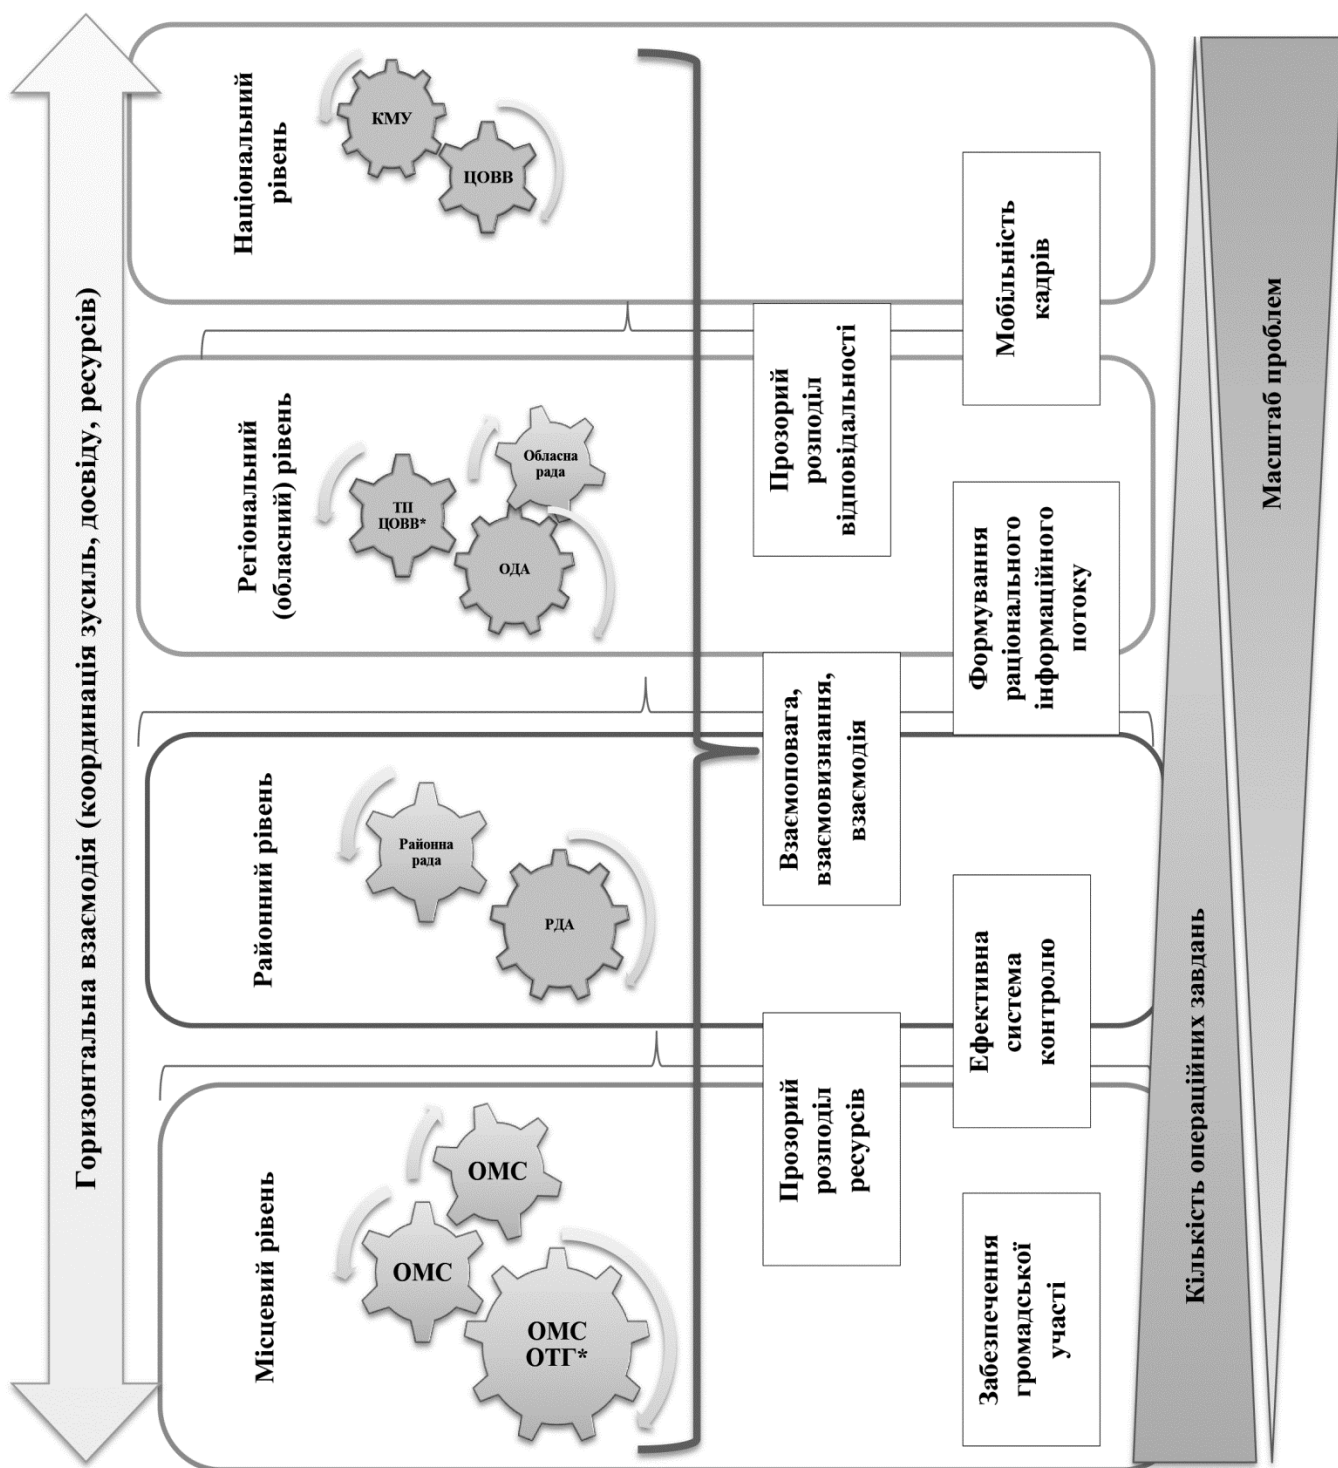 Горизонтальна взаємодія (координація зусиль, досвіду, ресурсів)
Місцевий рівень
ОМС
ОМС
ОМС
ОТГ*
Районний рівень
Районна
рада
РДА
Регіональний
(обласний) рівень
ТП
ЦОВВ*
Обласна
рада
ОДА
Національний
рівень
КМУ
ЦОВВ
Прозорий
розподіл
ресурсів
Взаємоповага,
взаємовизнання,
взаємодія
Прозорий
розподіл
відповідальності
Забезпечення
громадської
участі
Ефективна
система
контролю
Формування
раціонального
інформаційного
потоку
Мобільність
кадрів
Кількість операційних завдань
Масштаб проблем